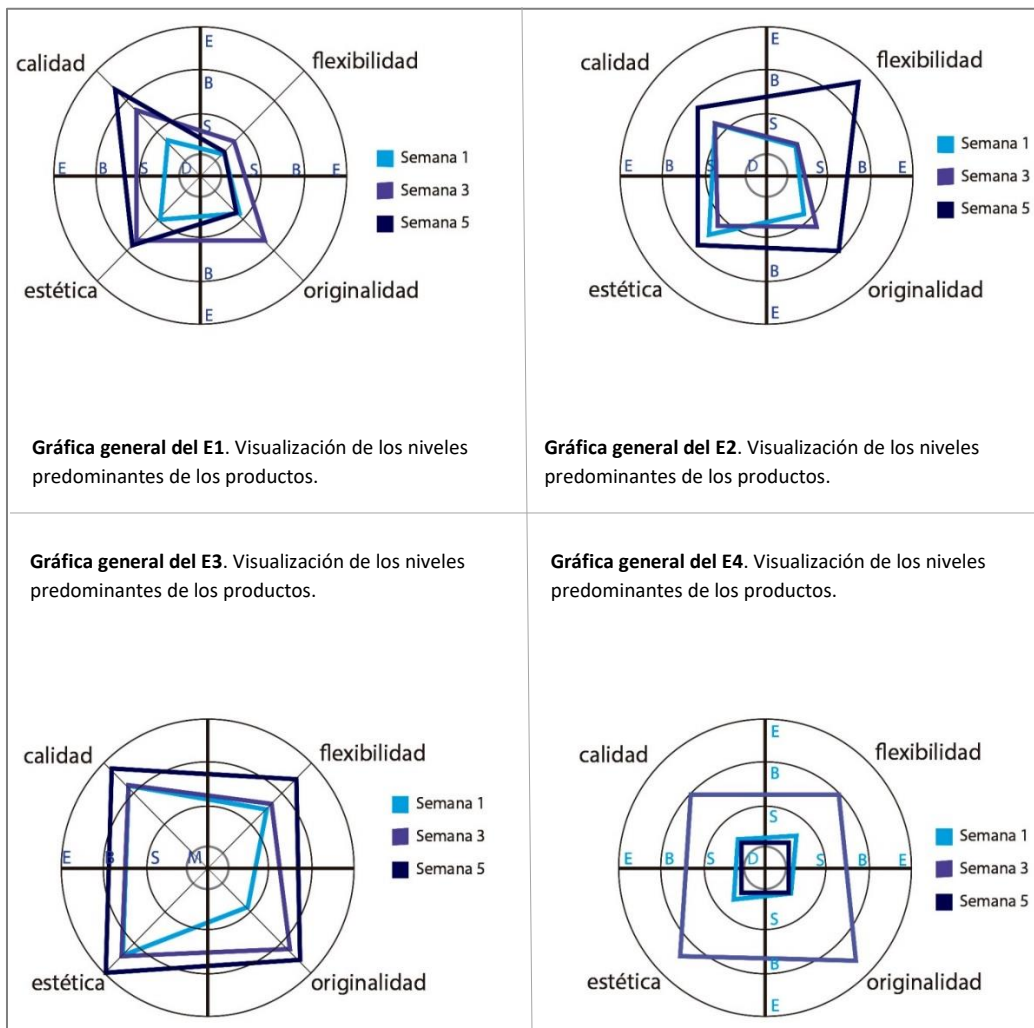 E
calidad
flexibilidad
B
S
E B S D S B E
Semana 1
Semana 3
Semana 5
B
estética
originalidad
E
Gráfica general del E1. Visualización de los niveles
predominantes de los productos.
E
calidad
flexibilidad
B
S
E B S D S B E
Semana 1
Semana 3
Semana 5
B
estética
originalidad
E
Gráfica general del E2. Visualización de los niveles
predominantes de los productos.
Gráfica general del E3. Visualización de los niveles
predominantes de los productos.
calidad
flexibilidad
E B S M
Semana 1
Semana 3
Semana 5
estética
originalidad
Gráfica general del E4. Visualización de los niveles
predominantes de los productos.
E
calidad
flexibilidad
B
S
E B S D S B E
Semana 1
Semana 3
Semana 5
S
B
estética
originalidad
E